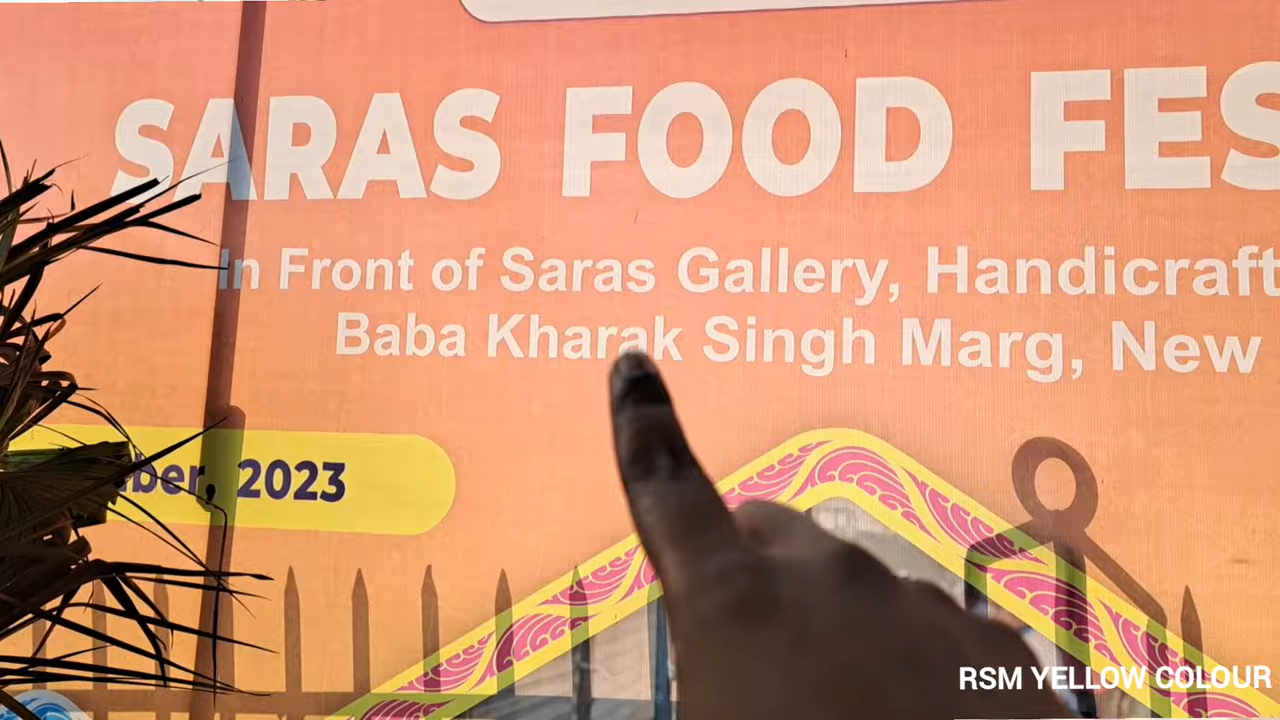 SARAS FOOD FES
In Front of Saras Gallery, Handicraft
Baba Kharak Singh Marg, New
ber, 2023
RSM YELLOW COLOUR